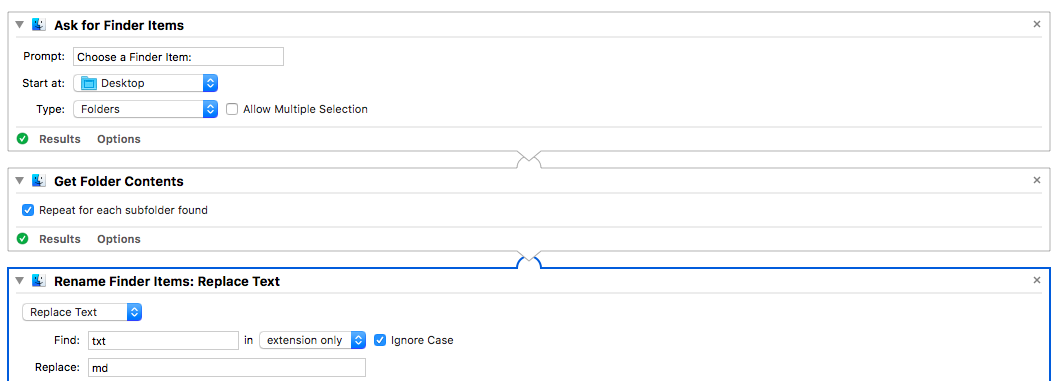 Ask for Finder Items
Prompt: Choose a Finder Item:
Start at: Desktop
Type: Folders Allow Multiple Selection
Results Options
Get Folder Contents
Repeat for each subfolder found
Results Options
Rename Finder Items: Replace Text
Replace Text
Find: txt in extension only Ignore Case
Replace: md